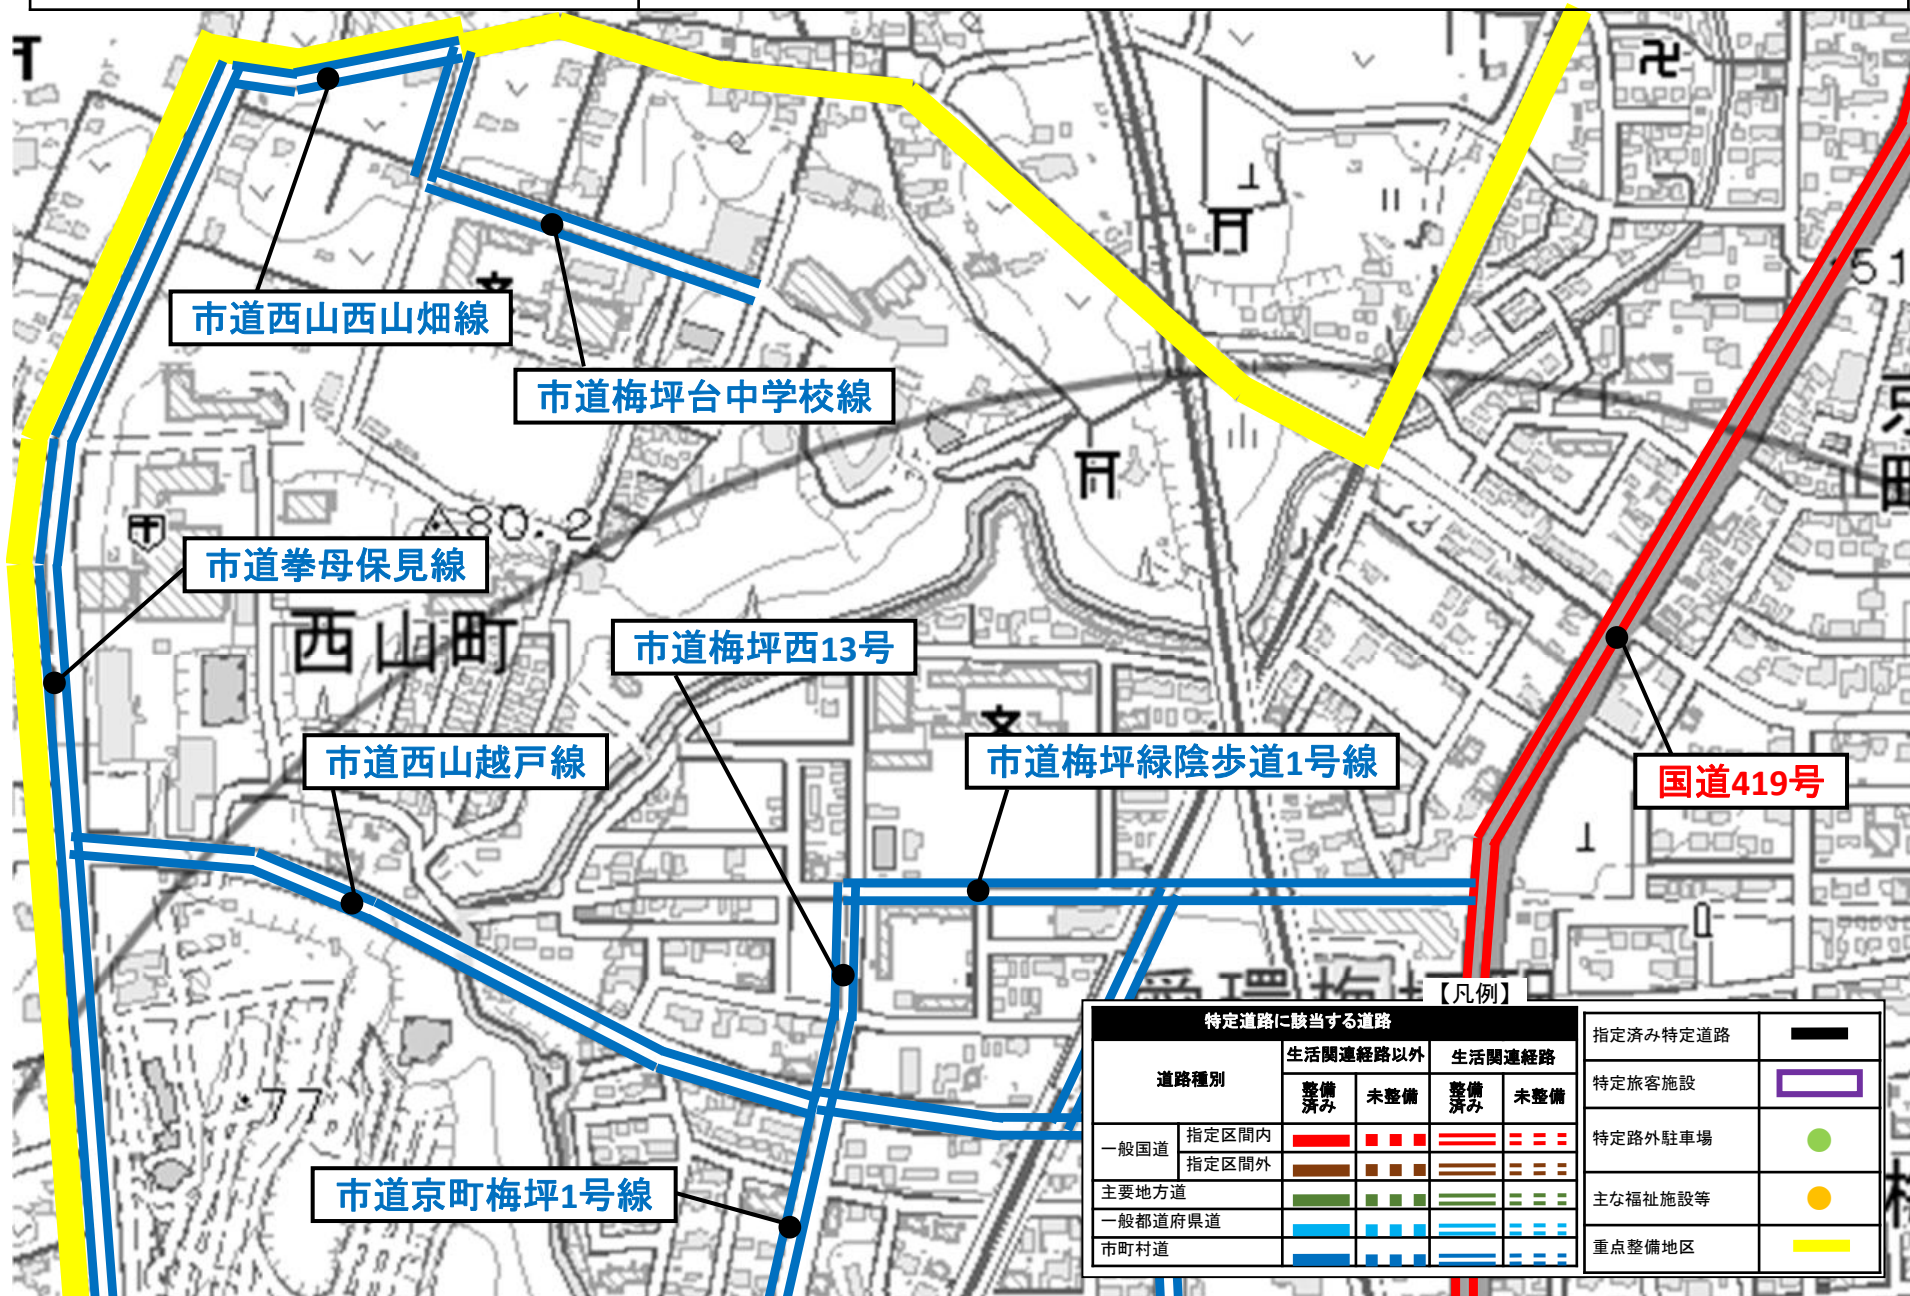 市道西山西山畑線
51
市道梅坪台中学校線
京町
80.2
市道挙母保見線
西山町
市道梅坪西13号
市道西山越戸線
市道梅坪緑陰歩道1号線
国道419号
【凡例】
特定道路に該当する道路
道路種別
生活関連経路以外
生活関連経路
整備済み
未整備
整備済み
未整備
一般国道
指定区間内
指定区間外
主要地方道
一般都道府県道
市町村道
指定済み特定道路
特定旅客施設
特定路外駐車場
主な福祉施設等
重点整備地区
77
市道京町梅坪1号線